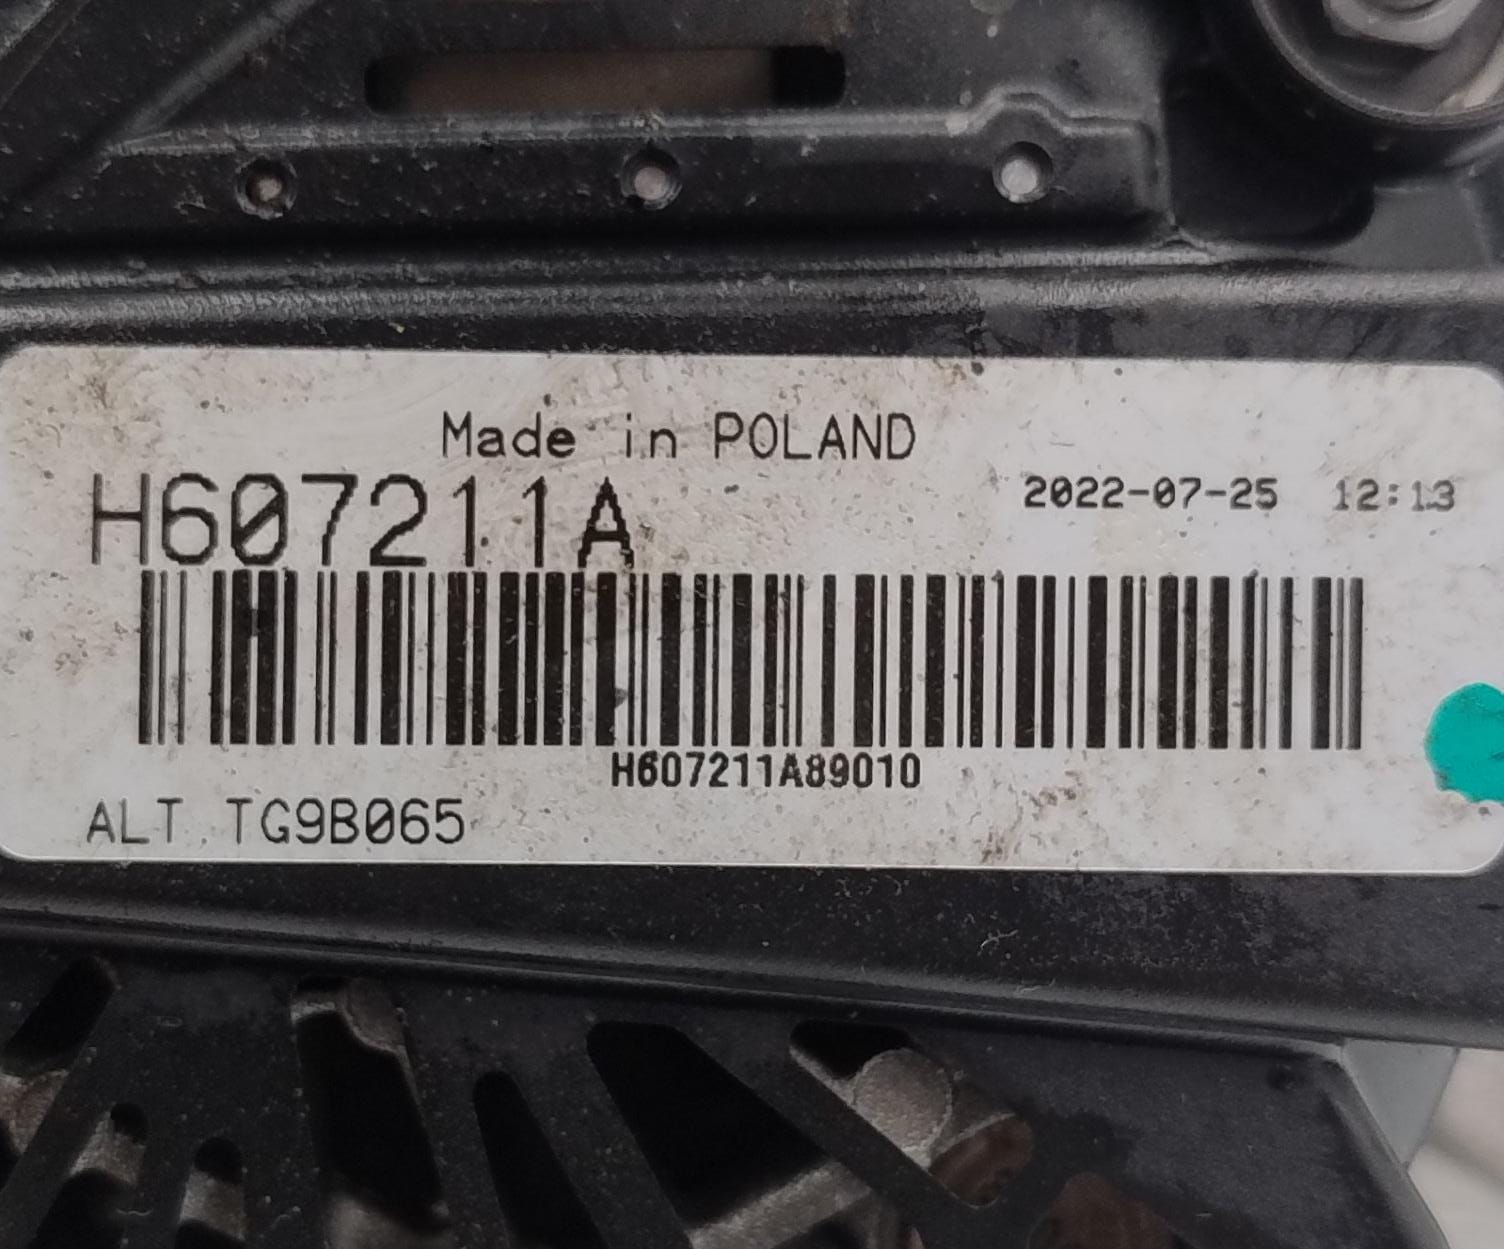 Made in POLAND
H607211A 2022-07-25 12:13
H607211A89010
ALT. TG9B065